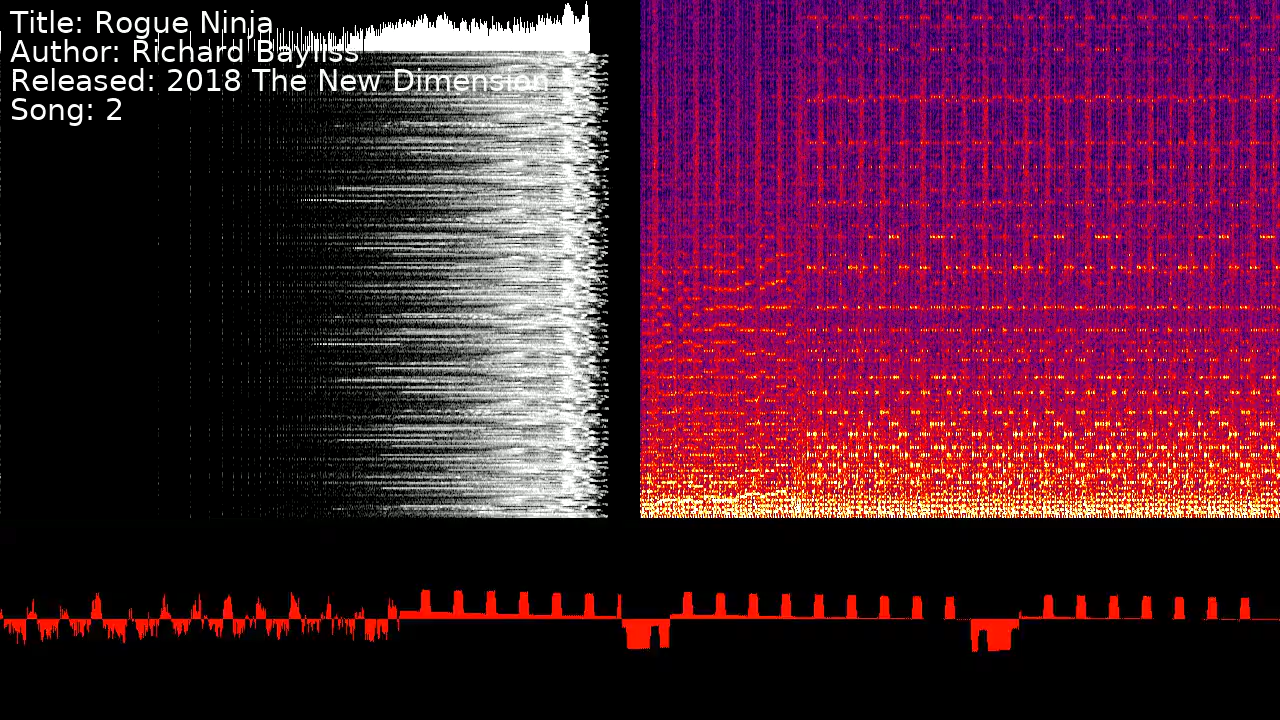 Title: Rogue Ninja
Author: Richard Bayliss
Released: 2018 The New Dimension
Song: 2